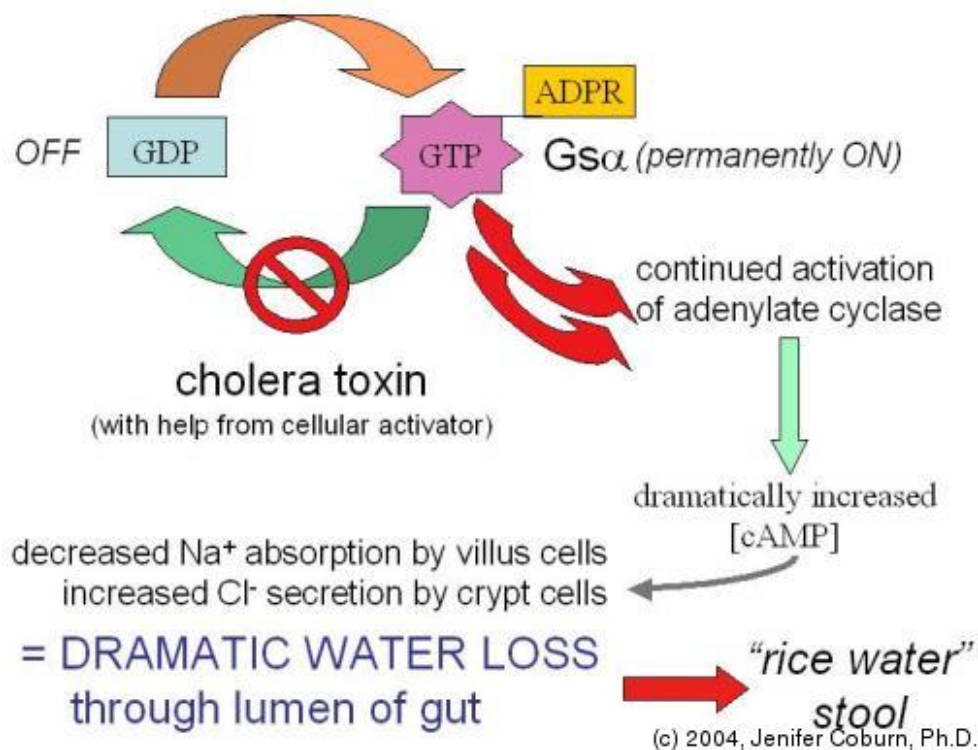 ADPR
OFF
GDP
GTP
Gsα (permanently ON)
continued activation
of adenylate cyclase
cholera toxin
(with help from cellular activator)
dramatically increased
[cAMP]
decreased Na⁺ absorption by villus cells
increased Cl⁻ secretion by crypt cells
= DRAMATIC WATER LOSS
through lumen of gut
"rice water"
stool
(c) 2004, Jenifer Coburn, Ph.D.